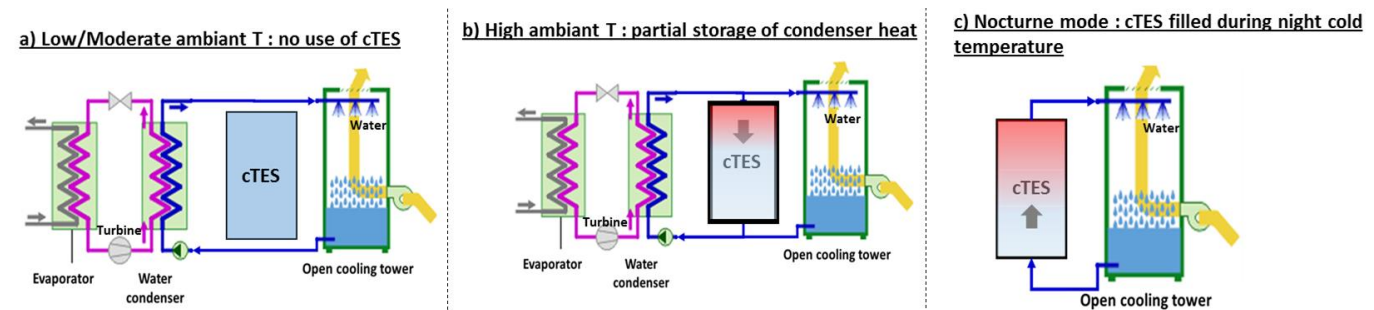 a) Low/Moderate ambiant T : no use of cTES
Water
cTES
Turbine
Evaporator
Water
condenser
Open cooling tower
b) High ambiant T : partial storage of condenser heat
Water
cTES
Turbine
Evaporator
Water
condenser
Open cooling tower
c) Nocturne mode : cTES filled during night cold
temperature
Water
cTES
Open cooling tower